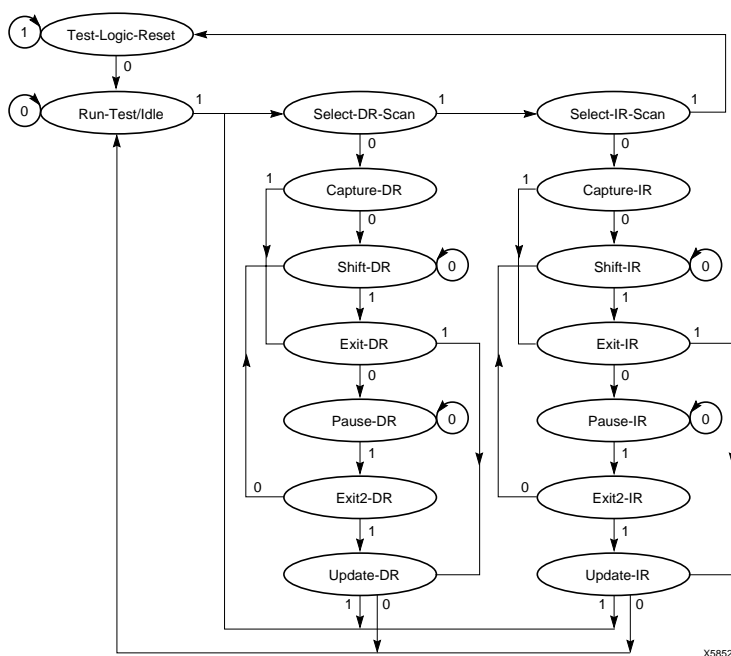 1
Test-Logic-Reset
0
0
Run-Test/Idle
1
Select-DR-Scan
1
Select-IR-Scan
1
0
0
1
Capture-DR
1
Capture-IR
0
0
Shift-DR
0
Shift-IR
0
1
1
Exit-DR
1
Exit-IR
1
0
0
Pause-DR
0
Pause-IR
0
1
1
0
Exit2-DR
0
Exit2-IR
1
1
Update-DR
Update-IR
1
0
1
0
X5852